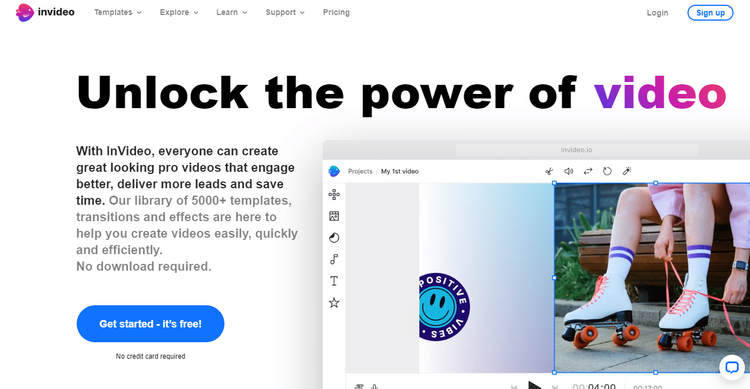 invideo Templates Explore Learn Support Pricing Login Sign up
Unlock the power of video
With InVideo, everyone can create
great looking pro videos that engage
better, deliver more leads and save
time. Our library of 5000+ templates,
transitions and effects are here to
help you create videos easily, quickly
and efficiently.
No download required.
Get started - it's free!
No credit card required
invideo.io
Projects / My 1st video
POSITIVE
VIBES
00:04:00 00:17:00